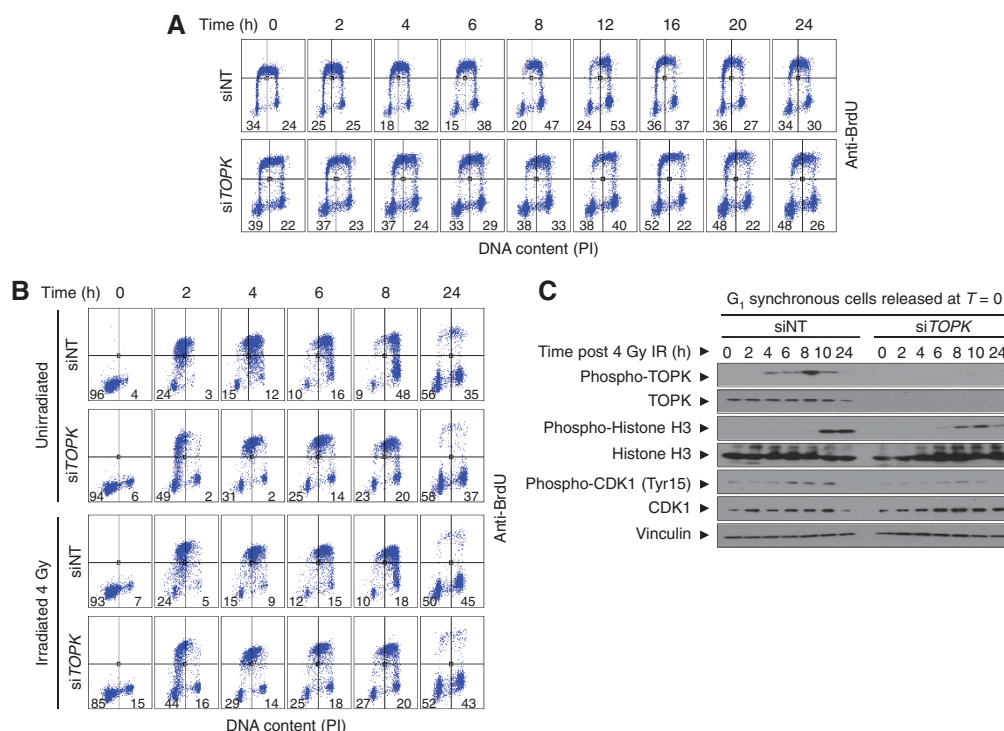 A Time (h) 0 2 4 6 8 12 16 20 24
siNT
34 24 25 25 18 32 15 38 20 47 24 53 36 37 36 27 34 30
siTOPK
39 22 37 23 37 24 33 29 38 33 38 40 52 22 48 22 48 26
Anti-BrdU
DNA content (PI)
B Time (h) 0 2 4 6 8 24
Unirradiated
siNT
96 4 24 3 15 12 10 16 9 48 56 35
siTOPK
94 6 49 2 31 2 25 14 23 20 58 37
Irradiated 4 Gy
siNT
93 7 24 5 15 9 12 15 10 18 50 45
siTOPK
85 15 44 16 29 14 25 18 27 20 52 43
Anti-BrdU
DNA content (PI)
C
G1 synchronous cells released at T = 0
siNT siTOPK
Time post 4 Gy IR (h) 0 2 4 6 8 10 24 0 2 4 6 8 10 24
Phospho-TOPK
TOPK
Phospho-Histone H3
Histone H3
Phospho-CDK1 (Tyr15)
CDK1
Vinculin